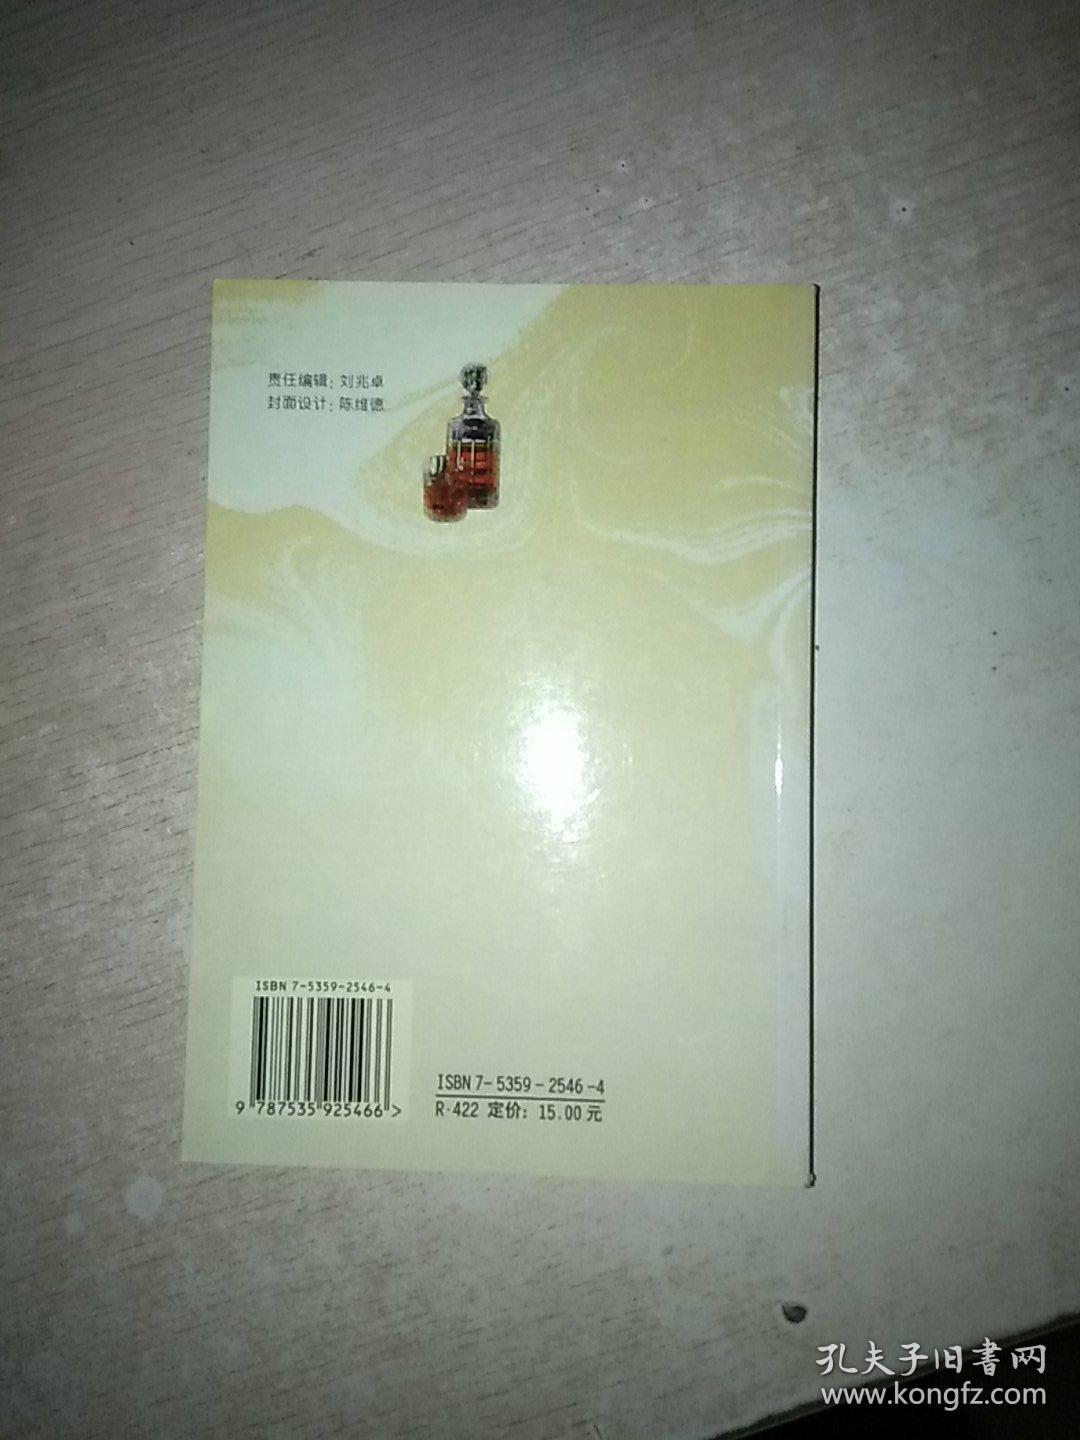 责任编辑：刘兆卓
封面设计：陈维德
ISBN 7-5359-2546-4
9 787535 925466 >
ISBN 7-5359-2546-4
R·422 定价：15.00元
孔夫子旧書网
www.kongfz.com